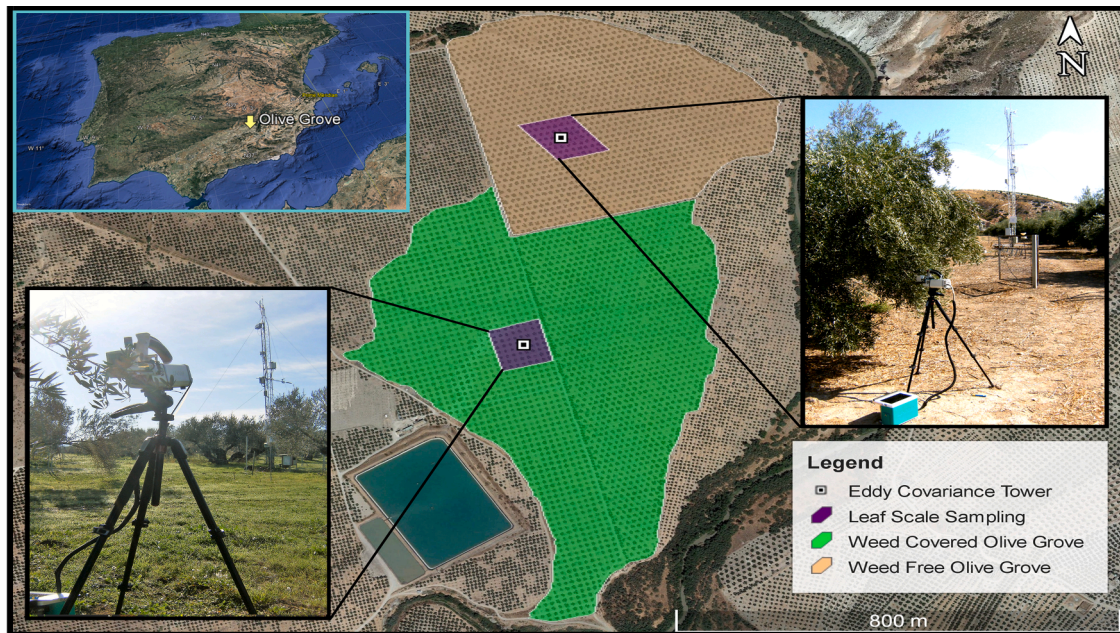 Olive Grove
N
Legend
Eddy Covariance Tower
Leaf Scale Sampling
Weed Covered Olive Grove
Weed Free Olive Grove
800 m